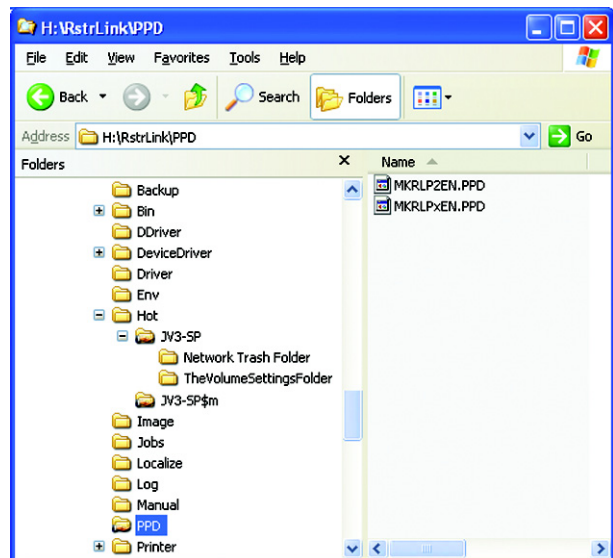 H:\RstrLink\PPD
File Edit View Favorites Tools Help
Back Search Folders
Address H:\RstrLink\PPD Go
Folders × Name
Backup
Bin
DDriver
DeviceDriver
Driver
Env
Hot
JV3-SP
Network Trash Folder
TheVolumeSettingsFolder
JV3-SP$m
Image
Jobs
Localize
Log
Manual
PPD
Printer
MKRLP2EN.PPD
MKRLPxEN.PPD